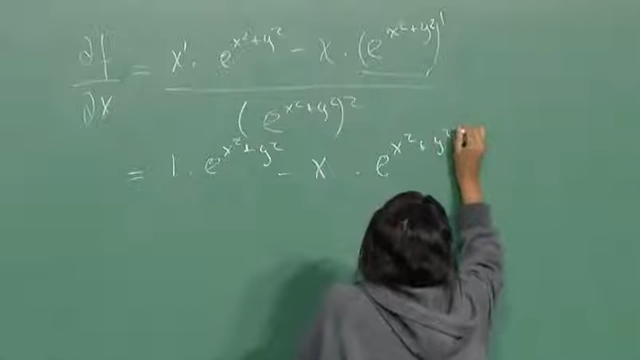 ∂f/∂x = x' · e^{x²+y²} − x · (e^{x²+y²})' / (e^{x²+y²})²
= 1 · e^{x²+y²} − x · e^{x²+y²}